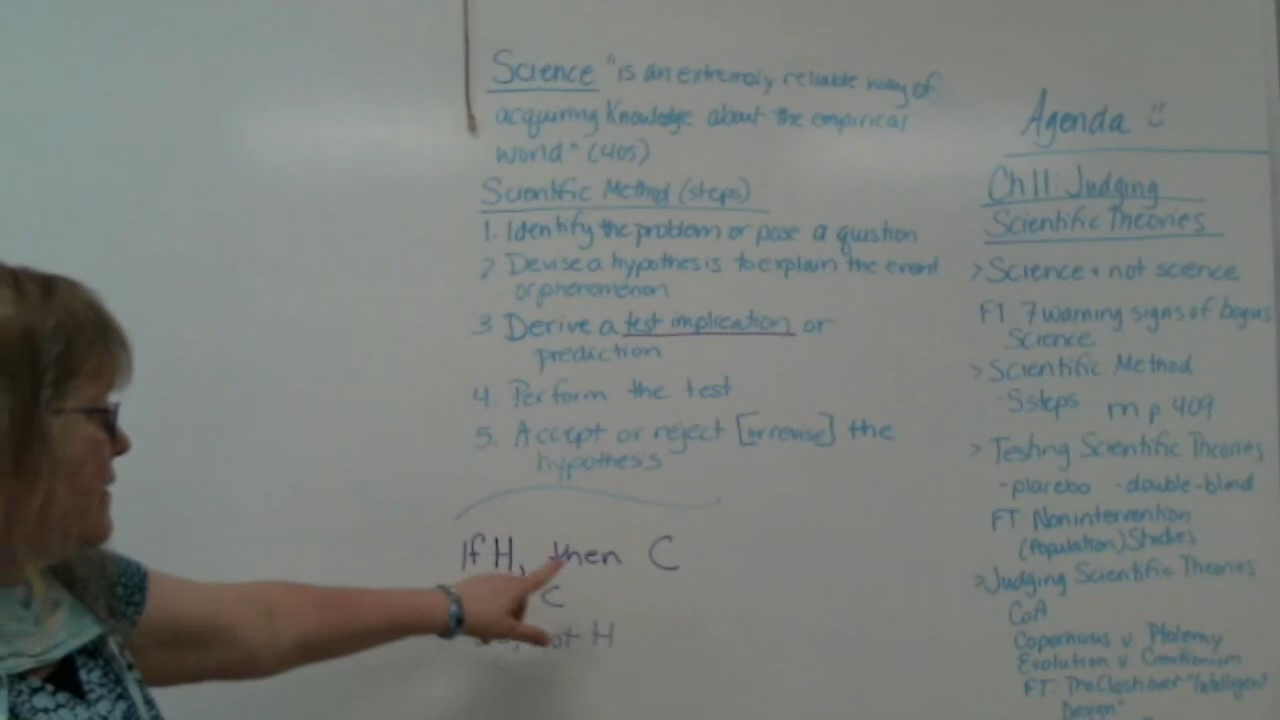 Science "is an extremely reliable way of
acquiring Knowledge about the empirical
world" (405)
Scientific Method (steps)
1. Identify the problem or pose a question
2 Devise a hypothesis to explain the event
or phenomenon
3 Derive a test implication or
prediction
4. Perform the test
5. Accept or reject [or revise] the
hypothesis
If H, then C
C
H
Agenda
Ch 11: Judging
Scientific Theories
> Science + not science
FT 7 warning signs of bogus
Science
> Scientific Method
- 5 steps m p 409
> Testing Scientific Theories
- placebo - double-blind
FT Nonintervention
(Population) Studies
> Judging Scientific Theories
CoA
Copernicus v. Ptolemy
Evolution v. Creationism
FT: The Clash over "Intelligent
Design"